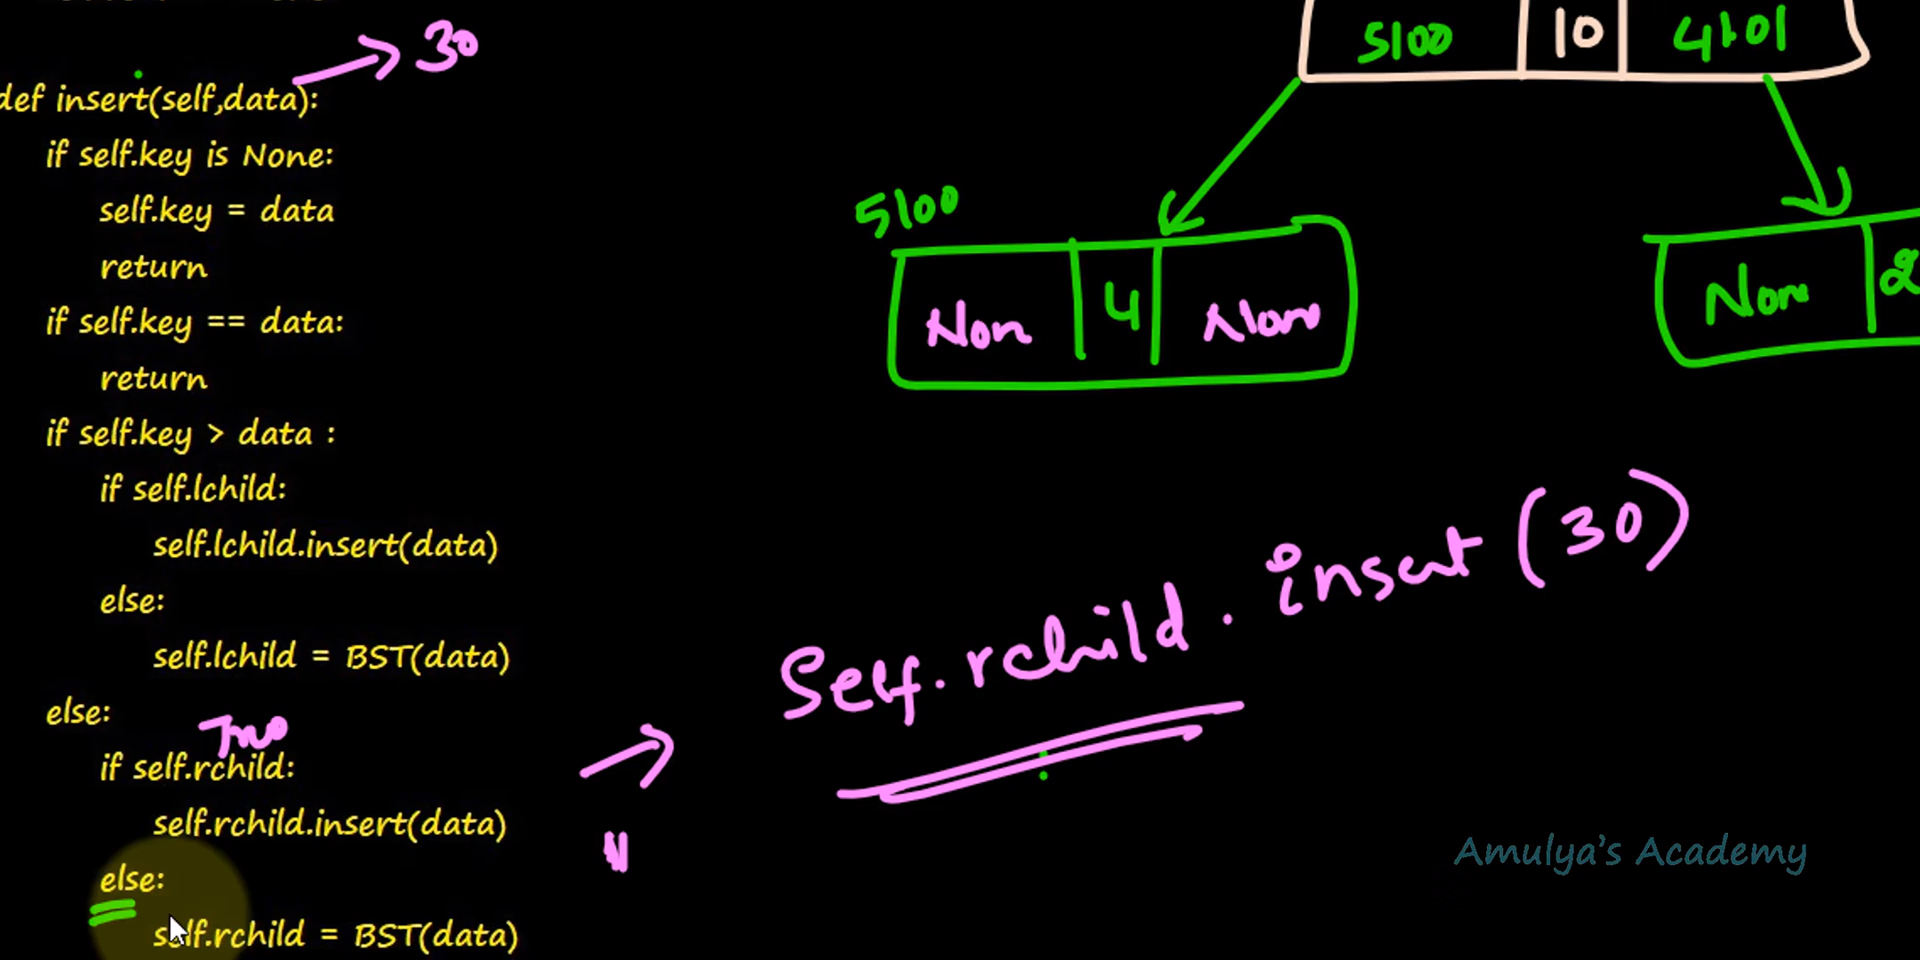 30
def insert(self,data):
if self.key is None:
self.key = data
return
if self.key == data:
return
if self.key > data :
if self.lchild:
self.lchild.insert(data)
else:
self.lchild = BST(data)
else:
if self.rchild:
self.rchild.insert(data)
else:
self.rchild = BST(data)
5100 10 4101
5100
Non 4 Non
Non 2
Self.rchild.insert(30)
Amulya's Academy